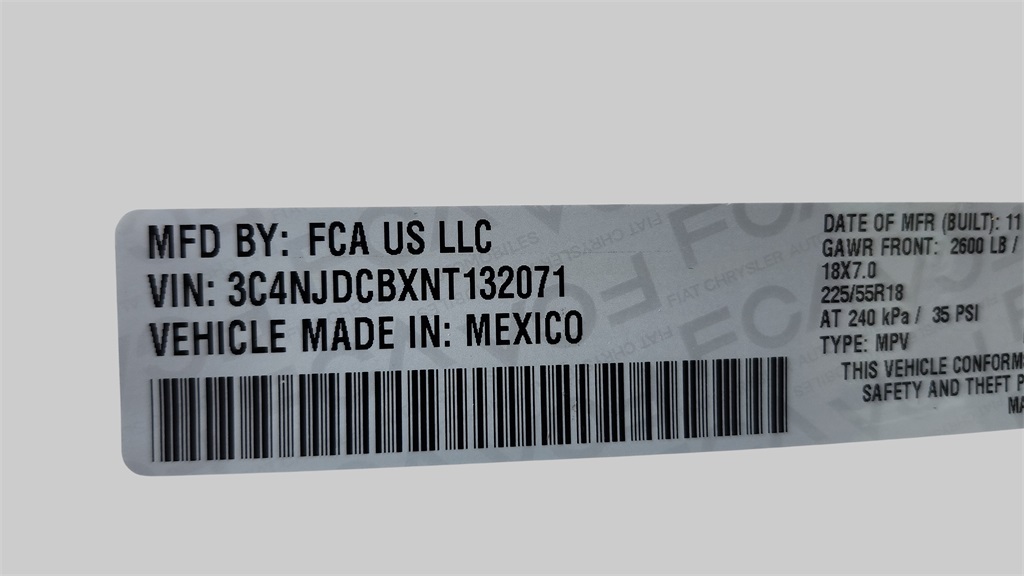 MFD BY: FCA US LLC
VIN: 3C4NJDCBXNT132071
VEHICLE MADE IN: MEXICO
DATE OF MFR (BUILT): 11
GAWR FRONT: 2600 LB /
18X7.0
225/55R18
AT 240 kPa / 35 PSI
TYPE: MPV
THIS VEHICLE CONFORM
SAFETY AND THEFT P
MA